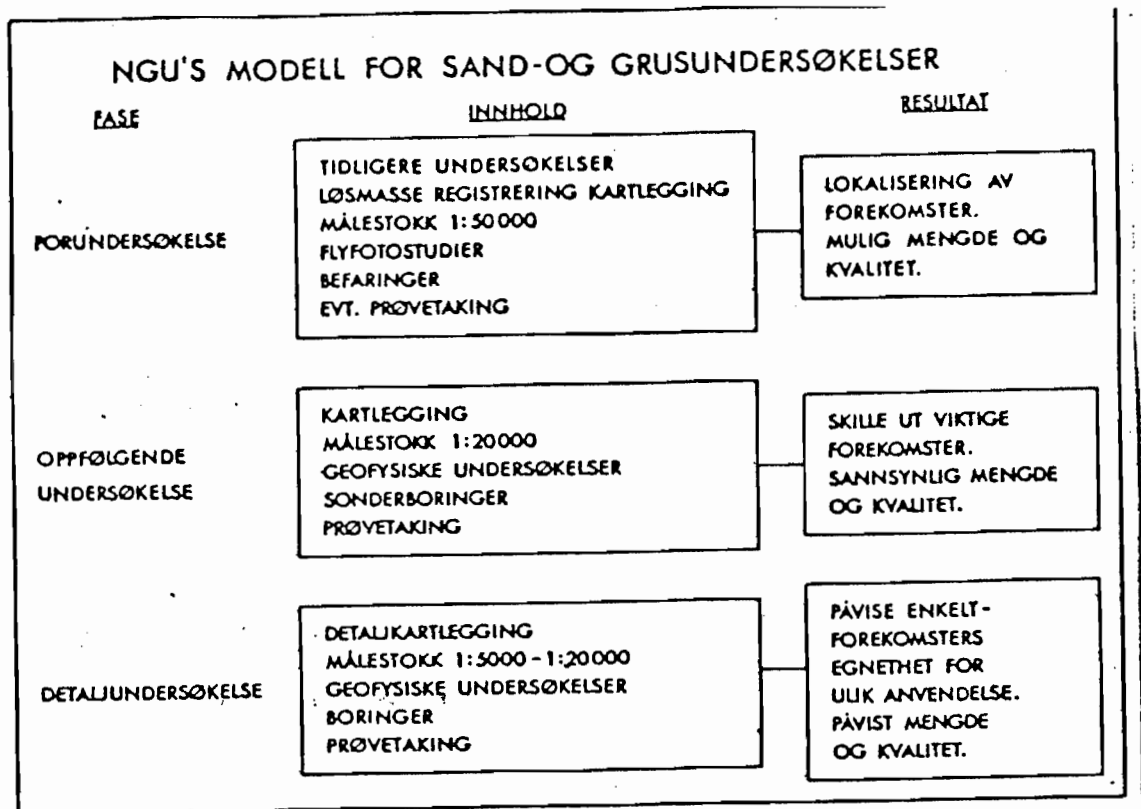 NGU'S MODELL FOR SAND-OG GRUSUNDERSØKELSER
FASE
INNHOLD
RESULTAT
FORUNDERSØKELSE
TIDLIGERE UNDERSØKELSER
LØSMASSE REGISTRERING KARTLEGGING
MÅLESTOKK 1:50000
FLYFOTOSTUDIER
BEFARINGER
EVT. PRØVETAKING
LOKALISERING AV
FOREKOMSTER.
MULIG MENGDE OG
KVALITET.
OPPFØLGENDE
UNDERSØKELSE
KARTLEGGING
MÅLESTOKK 1:20000
GEOFYSISKE UNDERSØKELSER
SONDERBORINGER
PRØVETAKING
SKILLE UT VIKTIGE
FOREKOMSTER.
SANNSYNLIG MENGDE
OG KVALITET.
DETALJUNDERSØKELSE
DETALJKARTLEGGING
MÅLESTOKK 1:5000-1:20000
GEOFYSISKE UNDERSØKELSER
BORINGER
PRØVETAKING
PÅVISE ENKELT-
FOREKOMSTERS
EGNETHET FOR
ULIK ANVENDELSE.
PÅVIST MENGDE
OG KVALITET.